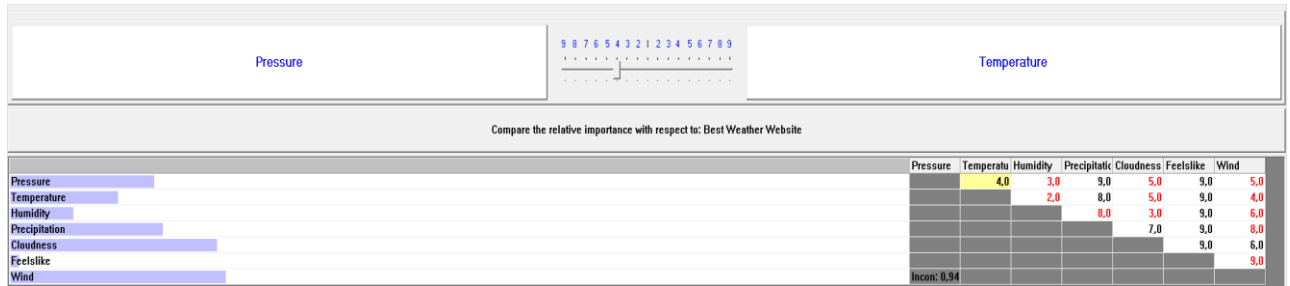 Pressure
9 8 7 6 5 4 3 2 1 2 3 4 5 6 7 8 9
Temperature
Compare the relative importance with respect to: Best Weather Website
Pressure Temperatu Humidity Precipitatic Cloudness Feelslike Wind
Pressure 4,0 3,0 9,0 5,0 9,0 5,0
Temperature 2,0 8,0 5,0 9,0 4,0
Humidity 8,0 3,0 9,0 6,0
Precipitation 7,0 9,0 8,0
Cloudness 9,0 6,0
Feelslike 9,0
Wind Incon: 0,94